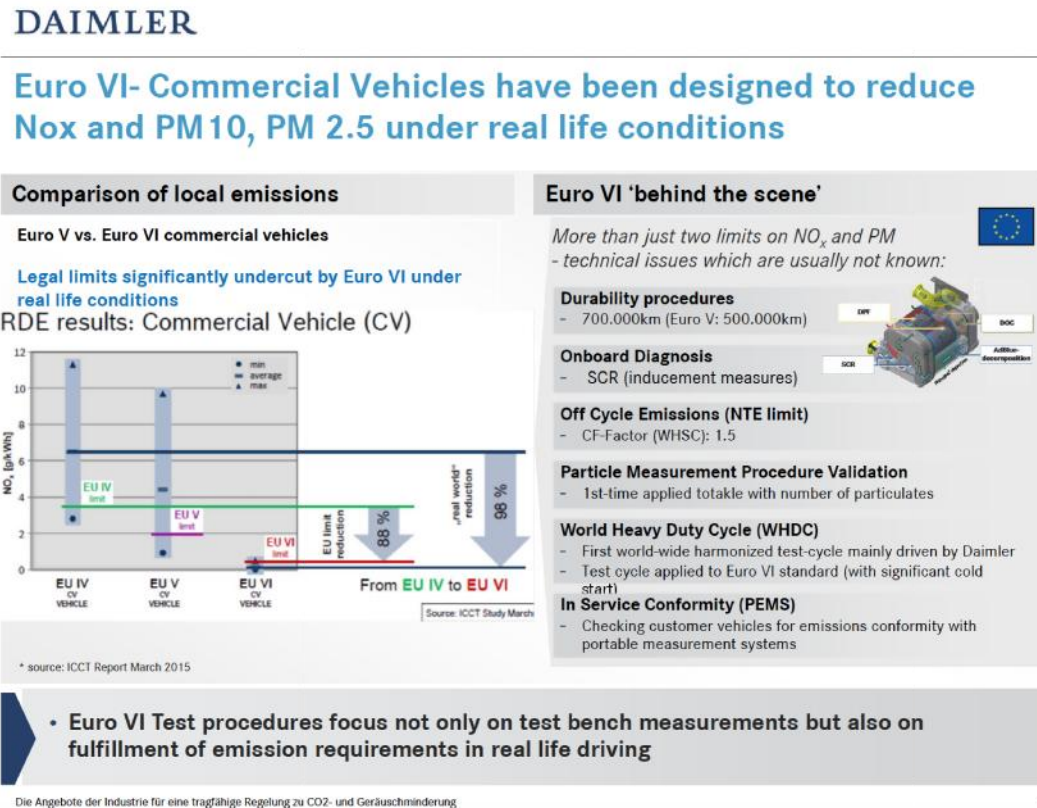 DAIMLER
Euro VI- Commercial Vehicles have been designed to reduce
Nox and PM10, PM 2.5 under real life conditions
Comparison of local emissions
Euro V vs. Euro VI commercial vehicles
Legal limits significantly undercut by Euro VI under
real life conditions
RDE results: Commercial Vehicle (CV)
NOx [g/kWh]
12
10
8
6
4
2
0
min
average
max
EU IV
limit
EU V
limit
EU VI
limit
EU limit
reduction
88 %
„real world"
reduction
98 %
EU IV
CV
VEHICLE
EU V
CV
VEHICLE
EU VI
CV
VEHICLE
From EU IV to EU VI
Source: ICCT Study March
* source: ICCT Report March 2015
Euro VI ‘behind the scene’
More than just two limits on NOx and PM
- technical issues which are usually not known:
Durability procedures
- 700.000km (Euro V: 500.000km)
Onboard Diagnosis
- SCR (inducement measures)
Off Cycle Emissions (NTE limit)
- CF-Factor (WHSC): 1.5
Particle Measurement Procedure Validation
- 1st-time applied totakle with number of particulates
World Heavy Duty Cycle (WHDC)
- First world-wide harmonized test-cycle mainly driven by Daimler
- Test cycle applied to Euro VI standard (with significant cold
start)
In Service Conformity (PEMS)
- Checking customer vehicles for emissions conformity with
portable measurement systems
DPF
DOC
SCR
AdBlue-
decomposition
• Euro VI Test procedures focus not only on test bench measurements but also on
fulfillment of emission requirements in real life driving
Die Angebote der Industrie für eine tragfähige Regelung zu CO2- und Geräuschminderung